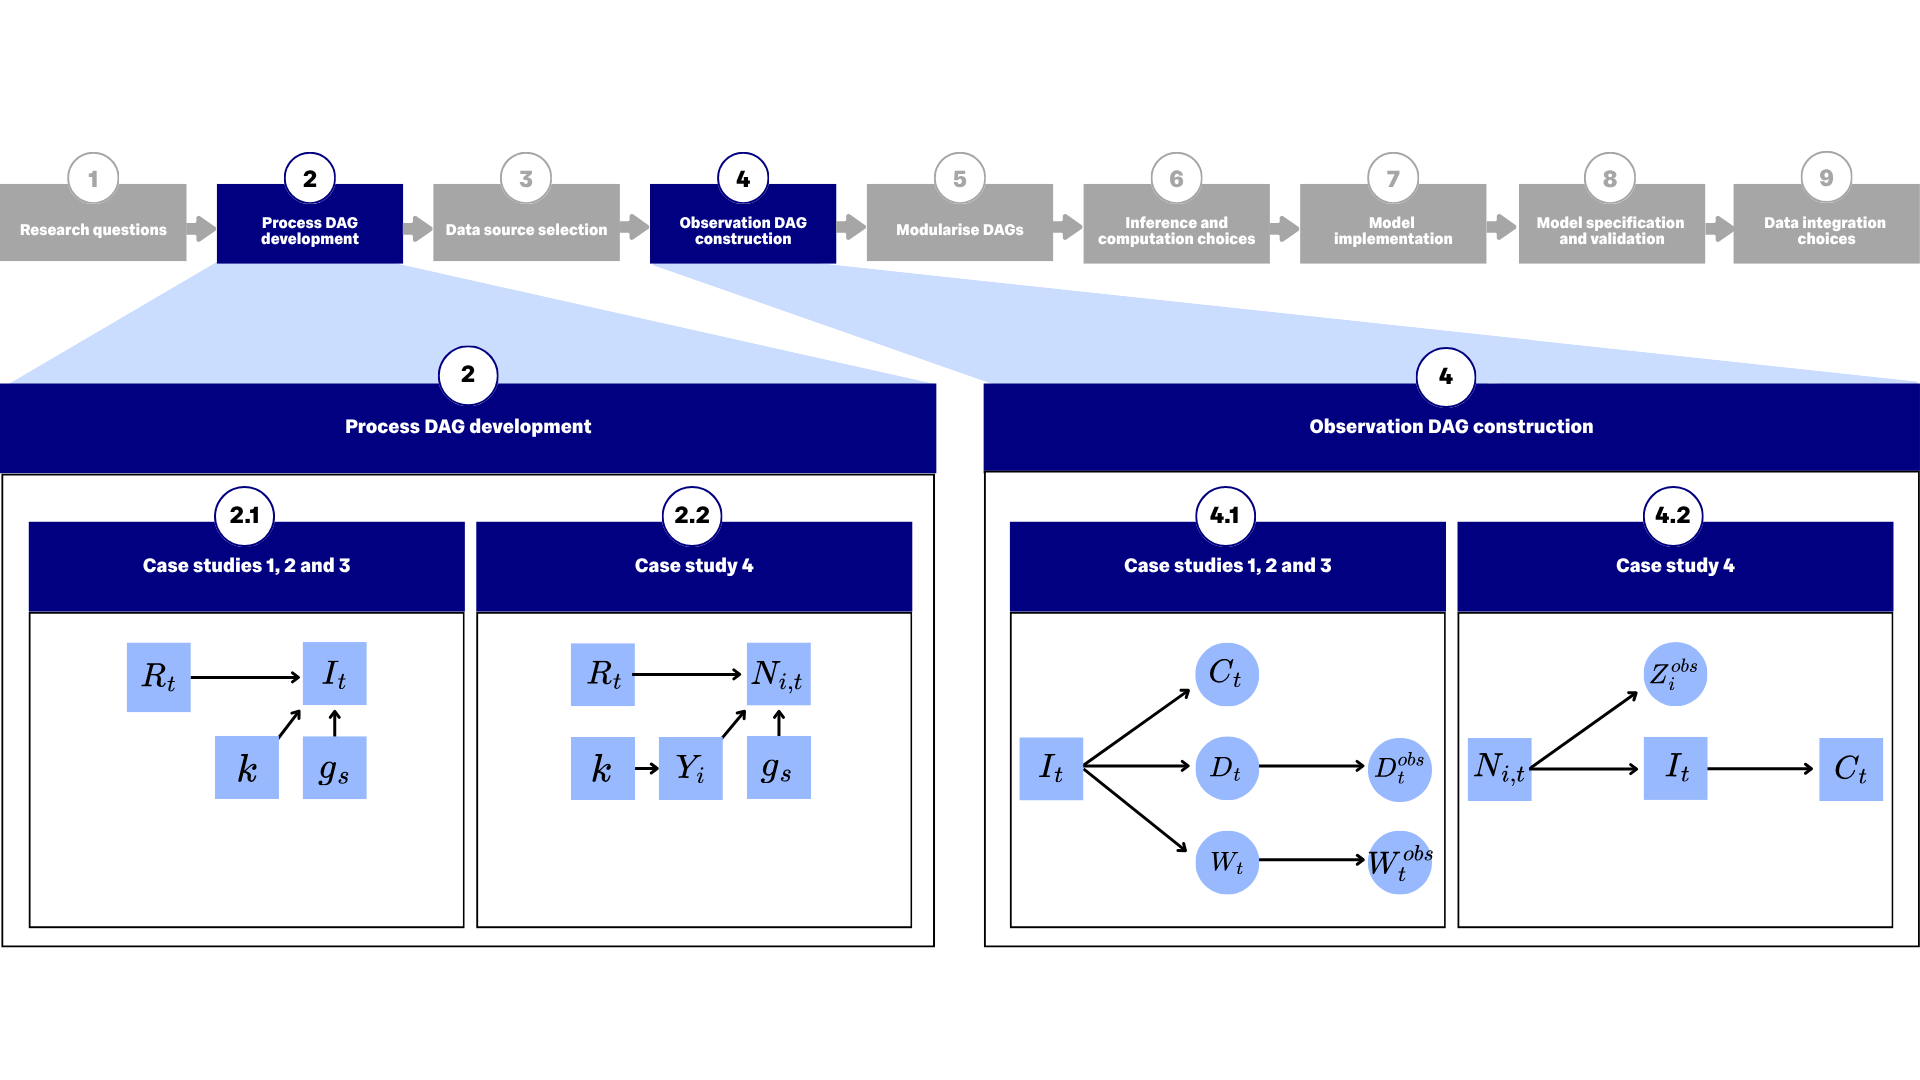 1
Research questions
2
Process DAG
development
3
Data source selection
4
Observation DAG
construction
5
Modularise DAGs
6
Inference and
computation choices
7
Model
implementation
8
Model specification
and validation
9
Data integration
choices
2
Process DAG development
2.1
Case studies 1, 2 and 3
R_t
I_t
k
g_s
2.2
Case study 4
R_t
N_{i,t}
k
Y_i
g_s
4
Observation DAG construction
4.1
Case studies 1, 2 and 3
C_t
I_t
D_t
D_t^{obs}
W_t
W_t^{obs}
4.2
Case study 4
Z_i^{obs}
N_{i,t}
I_t
C_t